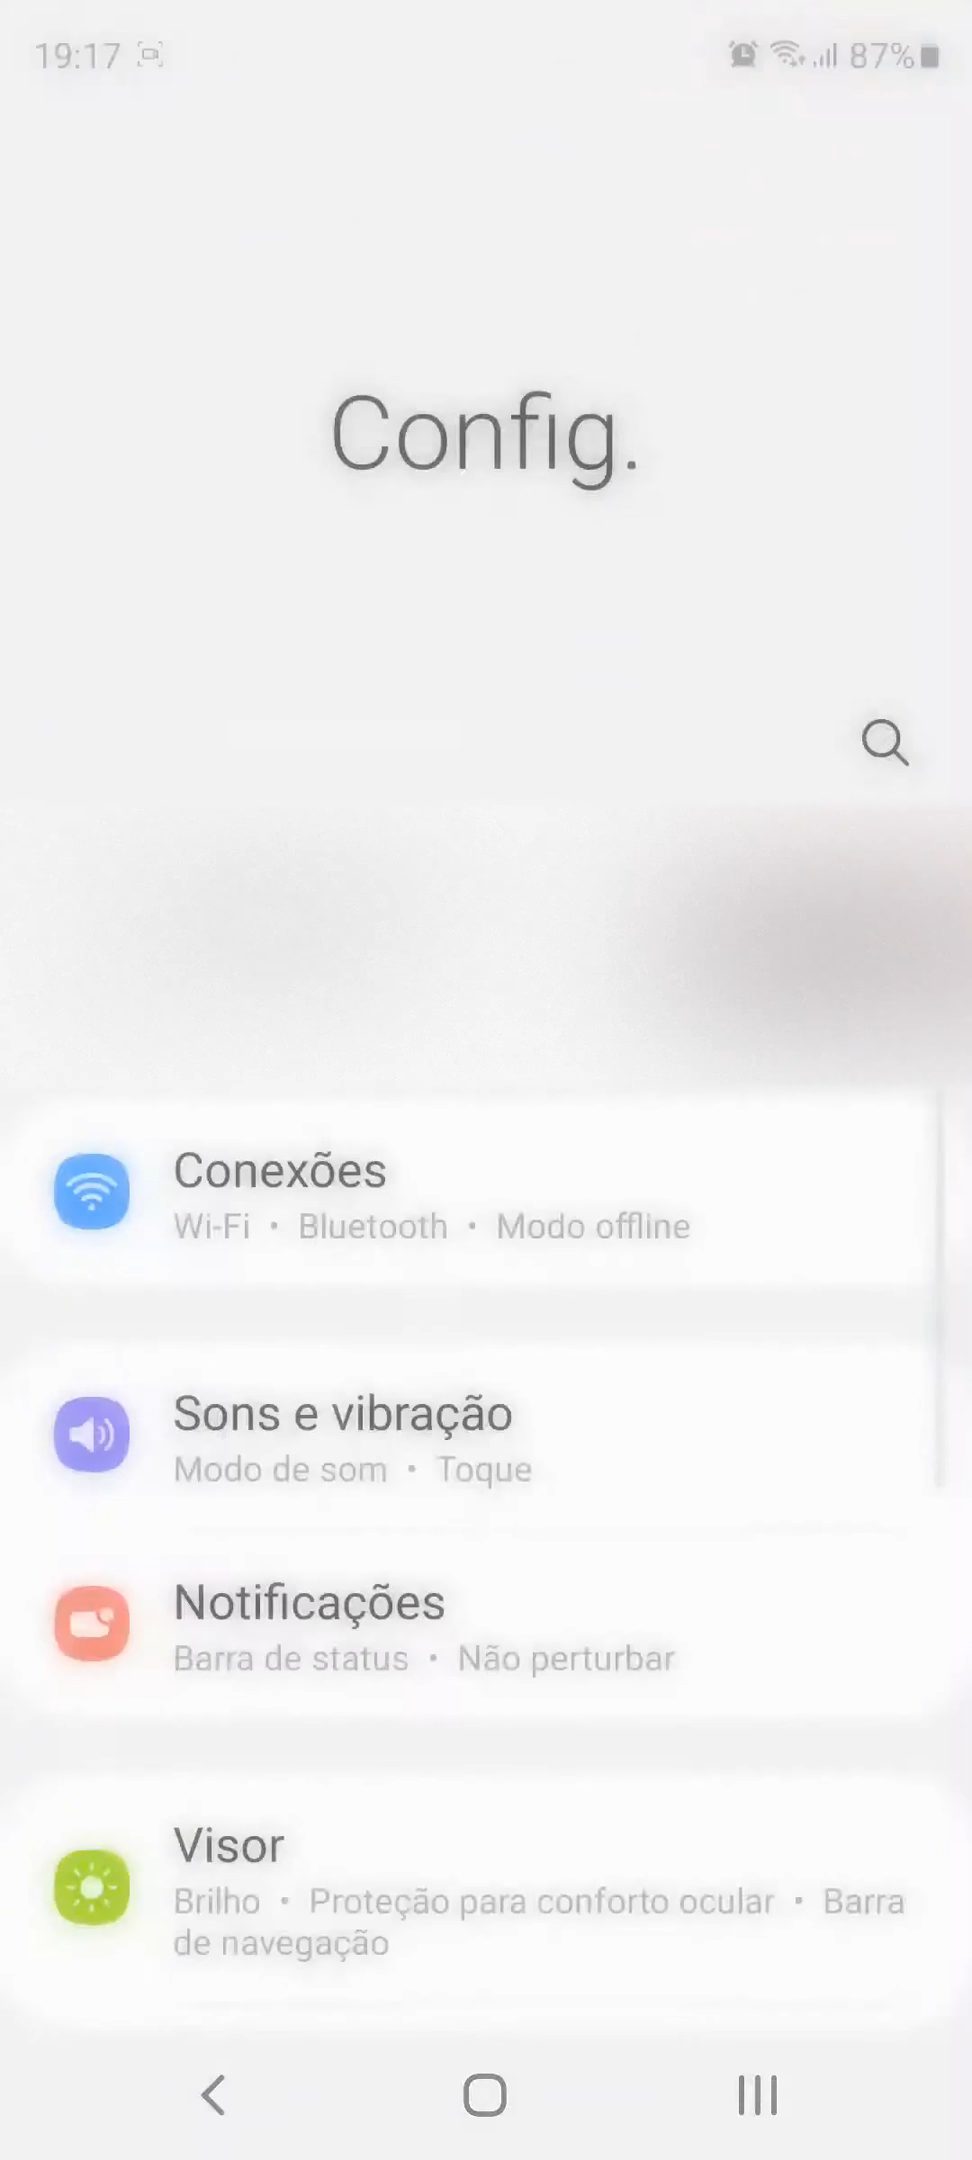 19:17 87%
Config.
Conexões
Wi-Fi • Bluetooth • Modo offline
Sons e vibração
Modo de som • Toque
Notificações
Barra de status • Não perturbar
Visor
Brilho • Proteção para conforto ocular • Barra
de navegação